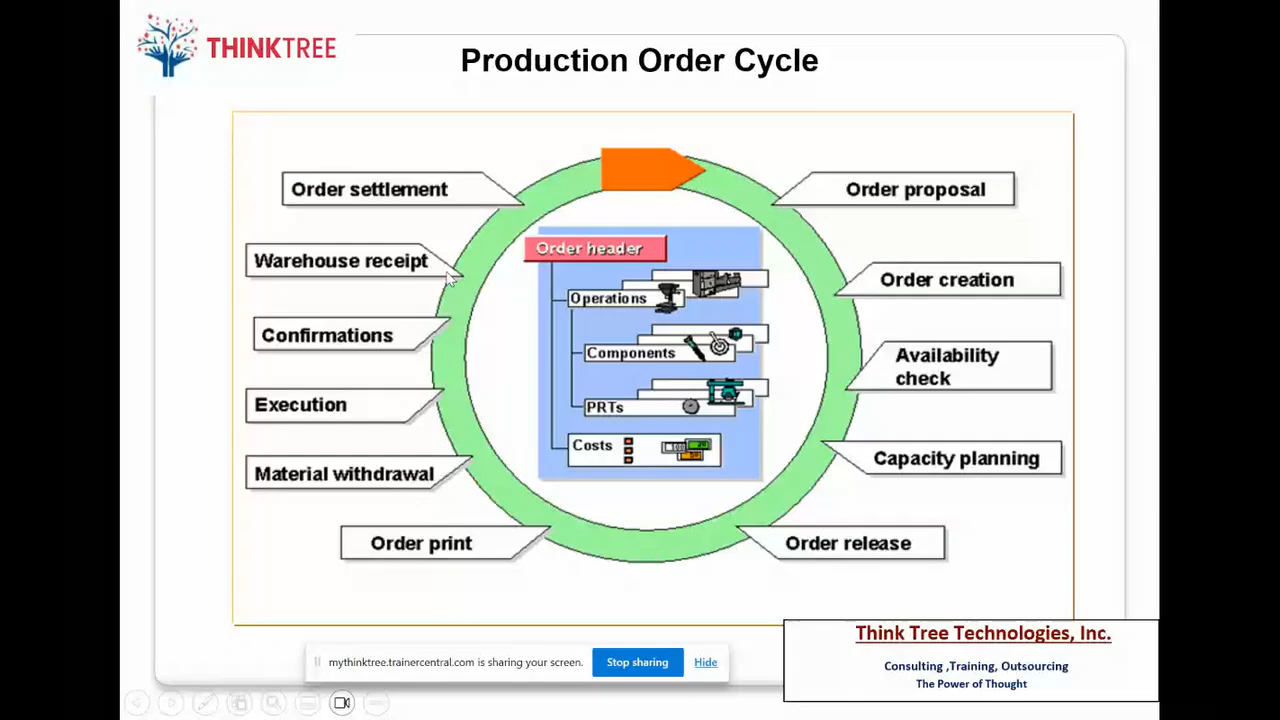 THINKTREE
Production Order Cycle
Order settlement
Order proposal
Warehouse receipt
Order header
Order creation
Operations
Confirmations
Components
Availability
check
Execution
PRTs
Costs
Material withdrawal
Capacity planning
Order print
Order release
Think Tree Technologies, Inc.
Consulting ,Training, Outsourcing
The Power of Thought
mythinktree.trainercentral.com is sharing your screen.
Stop sharing
Hide